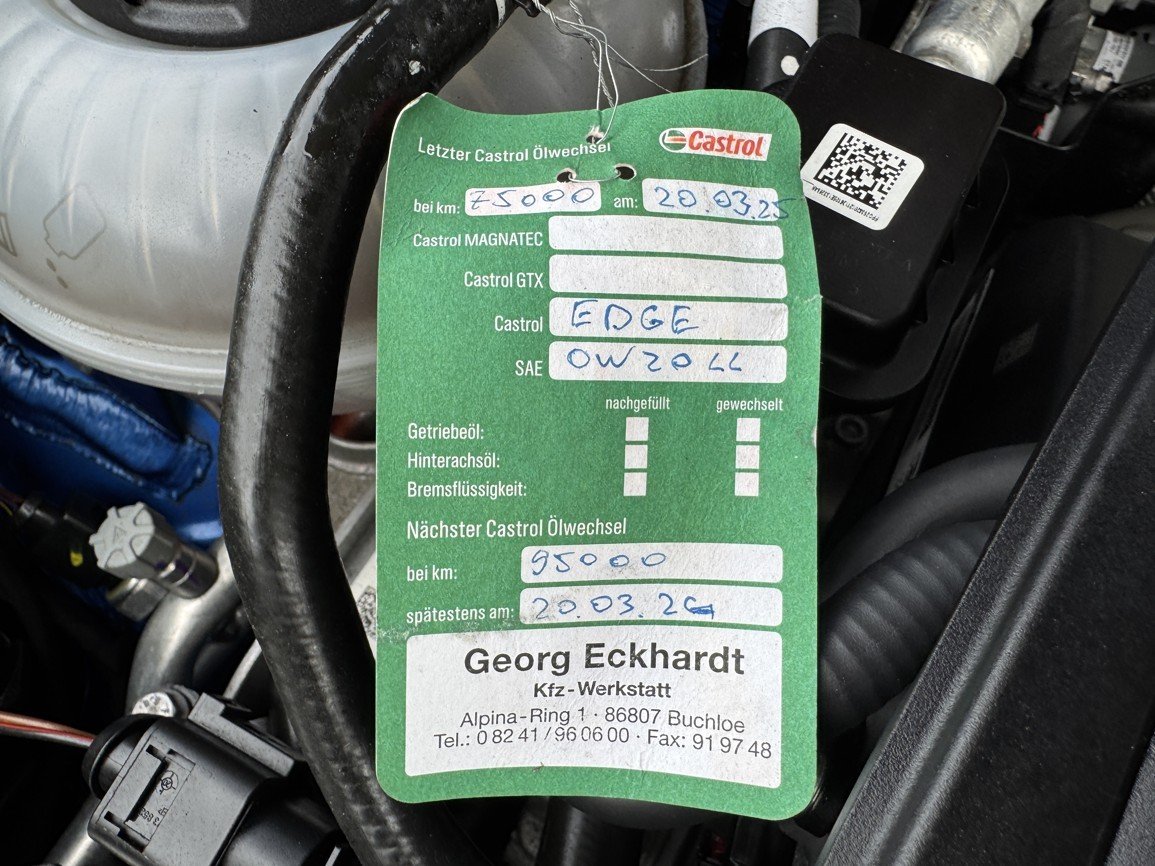 Castrol
Letzter Castrol Ölwechsel
bei km: 75000 am: 20.03.25
Castrol MAGNATEC
Castrol GTX
Castrol EDGE
SAE 0W20 LL
nachgefüllt gewechselt
Getriebeöl:
Hinterachsöl:
Bremsflüssigkeit:
Nächster Castrol Ölwechsel
bei km: 95000
spätestens am: 20.03.26
Georg Eckhardt
Kfz-Werkstatt
Alpina-Ring 1 · 86807 Buchloe
Tel.: 0 82 41 / 96 06 00 · Fax: 91 97 48